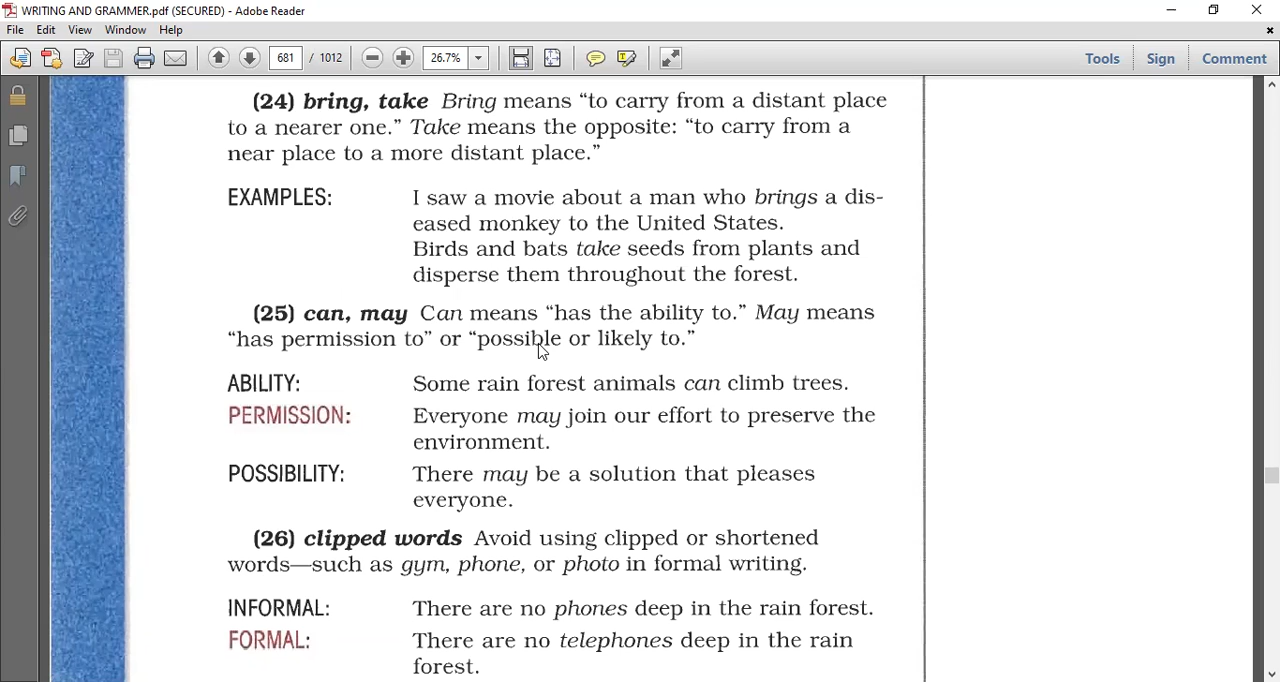 WRITING AND GRAMMER.pdf (SECURED) - Adobe Reader
File Edit View Window Help
681 / 1012 26.7% Tools Sign Comment
(24) bring, take Bring means “to carry from a distant place
to a nearer one.” Take means the opposite: “to carry from a
near place to a more distant place.”
EXAMPLES: I saw a movie about a man who brings a dis-
eased monkey to the United States.
Birds and bats take seeds from plants and
disperse them throughout the forest.
(25) can, may Can means “has the ability to.” May means
“has permission to” or “possible or likely to.”
ABILITY: Some rain forest animals can climb trees.
PERMISSION: Everyone may join our effort to preserve the
environment.
POSSIBILITY: There may be a solution that pleases
everyone.
(26) clipped words Avoid using clipped or shortened
words—such as gym, phone, or photo in formal writing.
INFORMAL: There are no phones deep in the rain forest.
FORMAL: There are no telephones deep in the rain
forest.